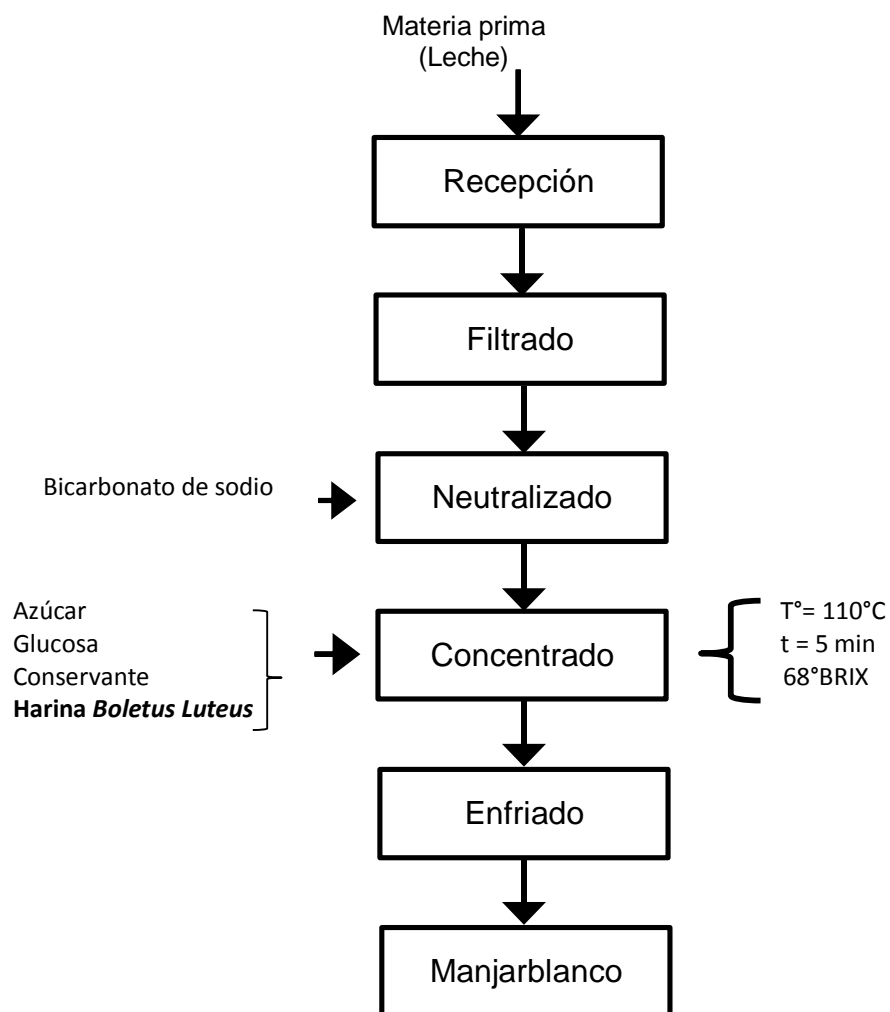 Materia prima
(Leche)
Recepción
Filtrado
Bicarbonato de sodio
Neutralizado
Azúcar
Glucosa
Conservante
Harina Boletus Luteus
Concentrado
T°= 110°C
t = 5 min
68°BRIX
Enfriado
Manjarblanco